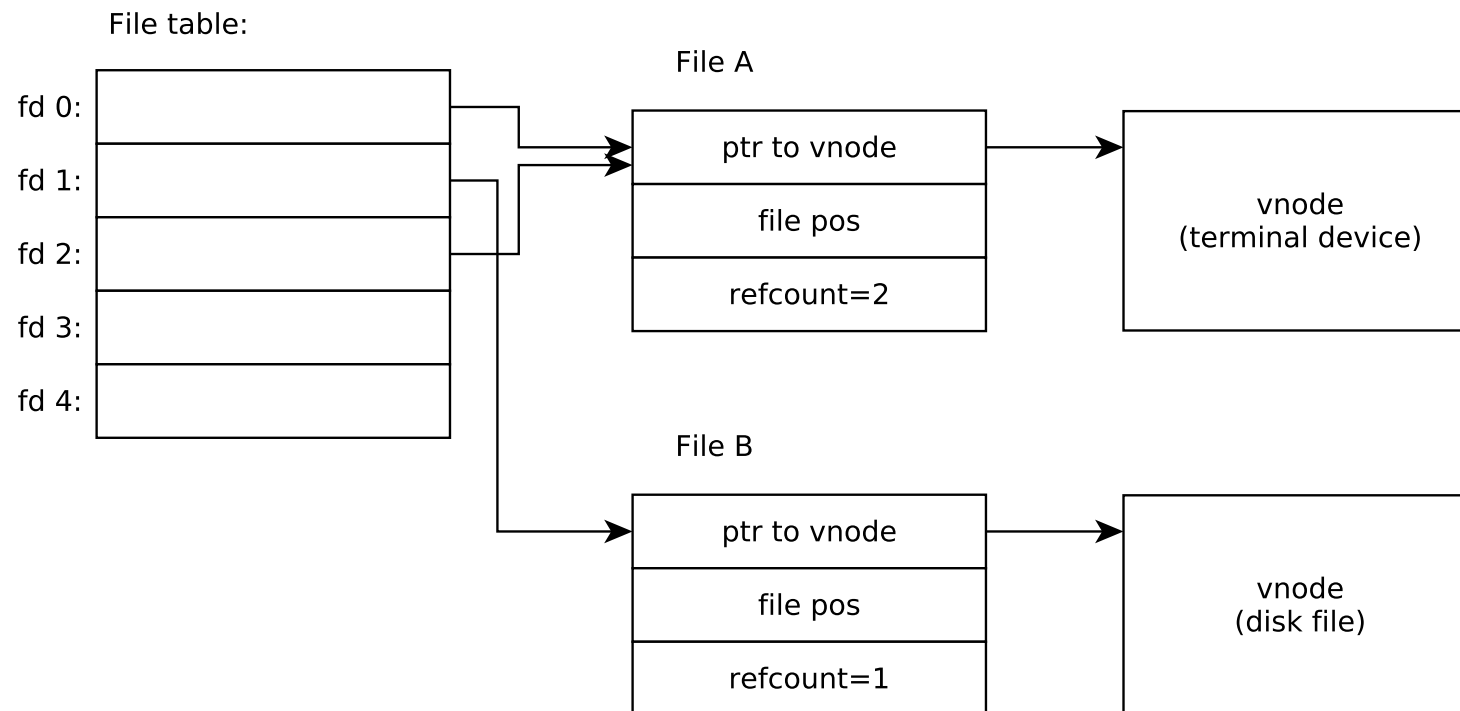 File table:
fd 0:
fd 1:
fd 2:
fd 3:
fd 4:
File A
ptr to vnode
file pos
refcount=2
vnode
(terminal device)
File B
ptr to vnode
file pos
refcount=1
vnode
(disk file)